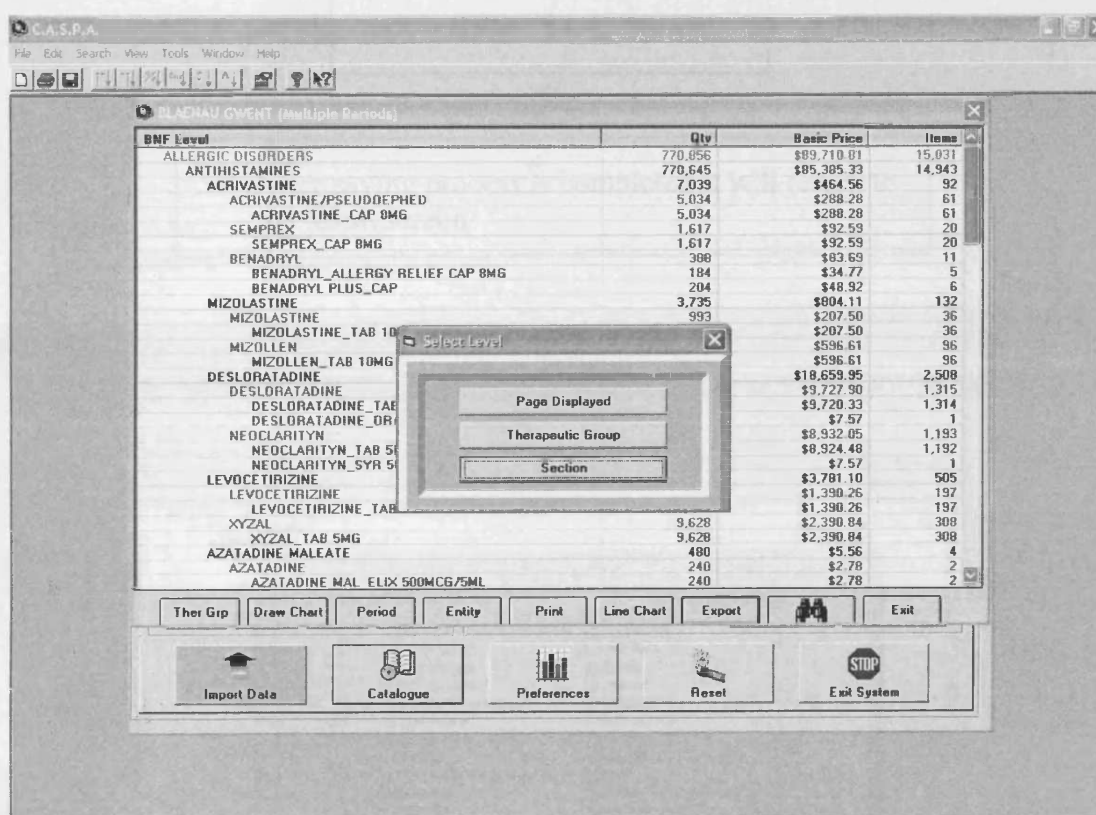 C.A.S.P.A.
File Edit Search View Tools Window Help
BLAENAU GWENT (Multiple Periods)
BNF Level Qty Basic Price Items
ALLERGIC DISORDERS 770,856 $89,710.81 15,031
ANTIHISTAMINES 770,645 $85,385.33 14,943
ACRIVASTINE 7,039 $464.56 92
ACRIVASTINE/PSEUDOEPHED 5,034 $288.28 61
ACRIVASTINE_CAP 8MG 5,034 $288.28 61
SEMPREX 1,617 $92.59 20
SEMPREX_CAP 8MG 1,617 $92.59 20
BENADRYL 388 $83.69 11
BENADRYL_ALLERGY RELIEF CAP 8MG 184 $34.77 5
BENADRYL PLUS_CAP 204 $48.92 6
MIZOLASTINE 3,735 $804.11 132
MIZOLASTINE 993 $207.50 36
MIZOLASTINE_TAB 10 $207.50 36
MIZOLLEN $596.61 96
MIZOLLEN_TAB 10MG $596.61 96
DESLORATADINE $18,659.95 2,508
DESLORATADINE $9,727.90 1,315
DESLORATADINE_TAB $9,720.33 1,314
DESLORATADINE_OR $7.57 1
NEOCLARITYN $8,932.05 1,193
NEOCLARITYN_TAB 5 $8,924.48 1,192
NEOCLARITYN_SYR 5 $7.57 1
LEVOCETIRIZINE $3,781.10 505
LEVOCETIRIZINE $1,390.26 197
LEVOCETIRIZINE_TAB $1,390.26 197
XYZAL 9,628 $2,390.84 308
XYZAL_TAB 5MG 9,628 $2,390.84 308
AZATADINE MALEATE 480 $5.56 4
AZATADINE 240 $2.78 2
AZATADINE MAL_ELIX 500MCG/5ML 240 $2.78 2
Select Level
Page Displayed
Therapeutic Group
Section
Ther Grp Draw Chart Period Entity Print Line Chart Export Exit
STOP
Import Data Catalogue Preferences Reset Exit System